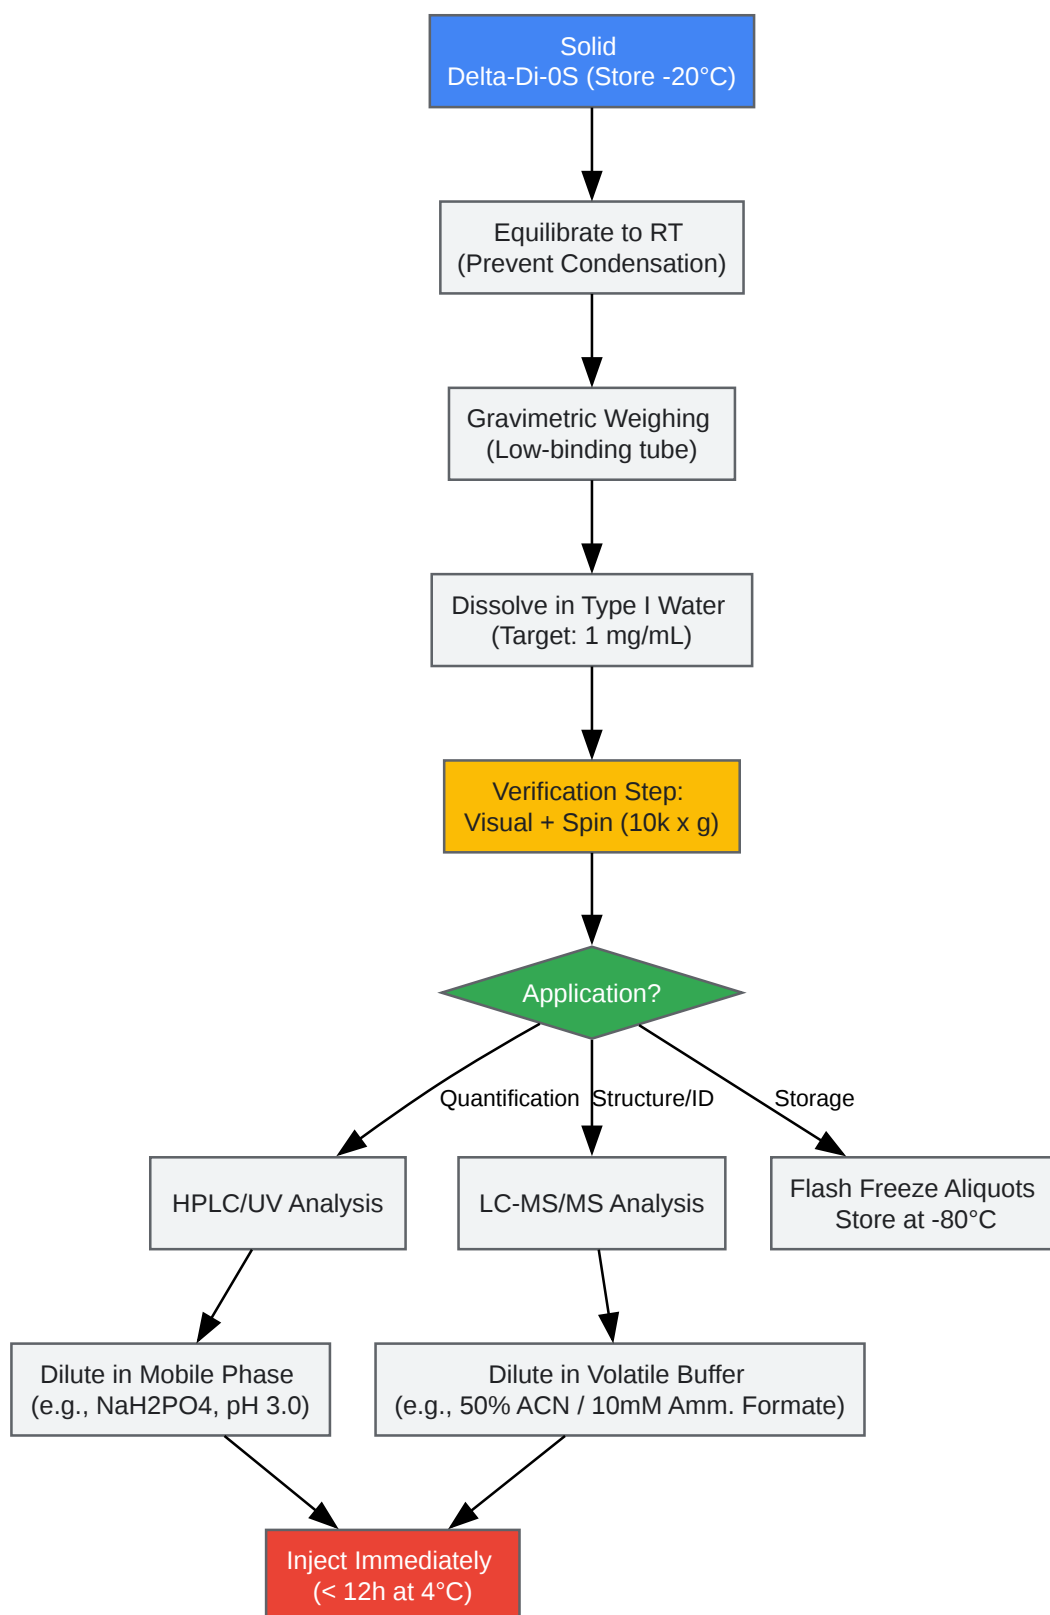 Solid
Delta-Di-0S (Store -20°C)
Equilibrate to RT
(Prevent Condensation)
Gravimetric Weighing
(Low-binding tube)
Dissolve in Type I Water
(Target: 1 mg/mL)
Verification Step:
Visual + Spin (10k x g)
Application?
Quantification
Structure/ID
Storage
HPLC/UV Analysis
LC-MS/MS Analysis
Flash Freeze Aliquots
Store at -80°C
Dilute in Mobile Phase
(e.g., NaH2PO4, pH 3.0)
Dilute in Volatile Buffer
(e.g., 50% ACN / 10mM Amm. Formate)
Inject Immediately
(< 12h at 4°C)